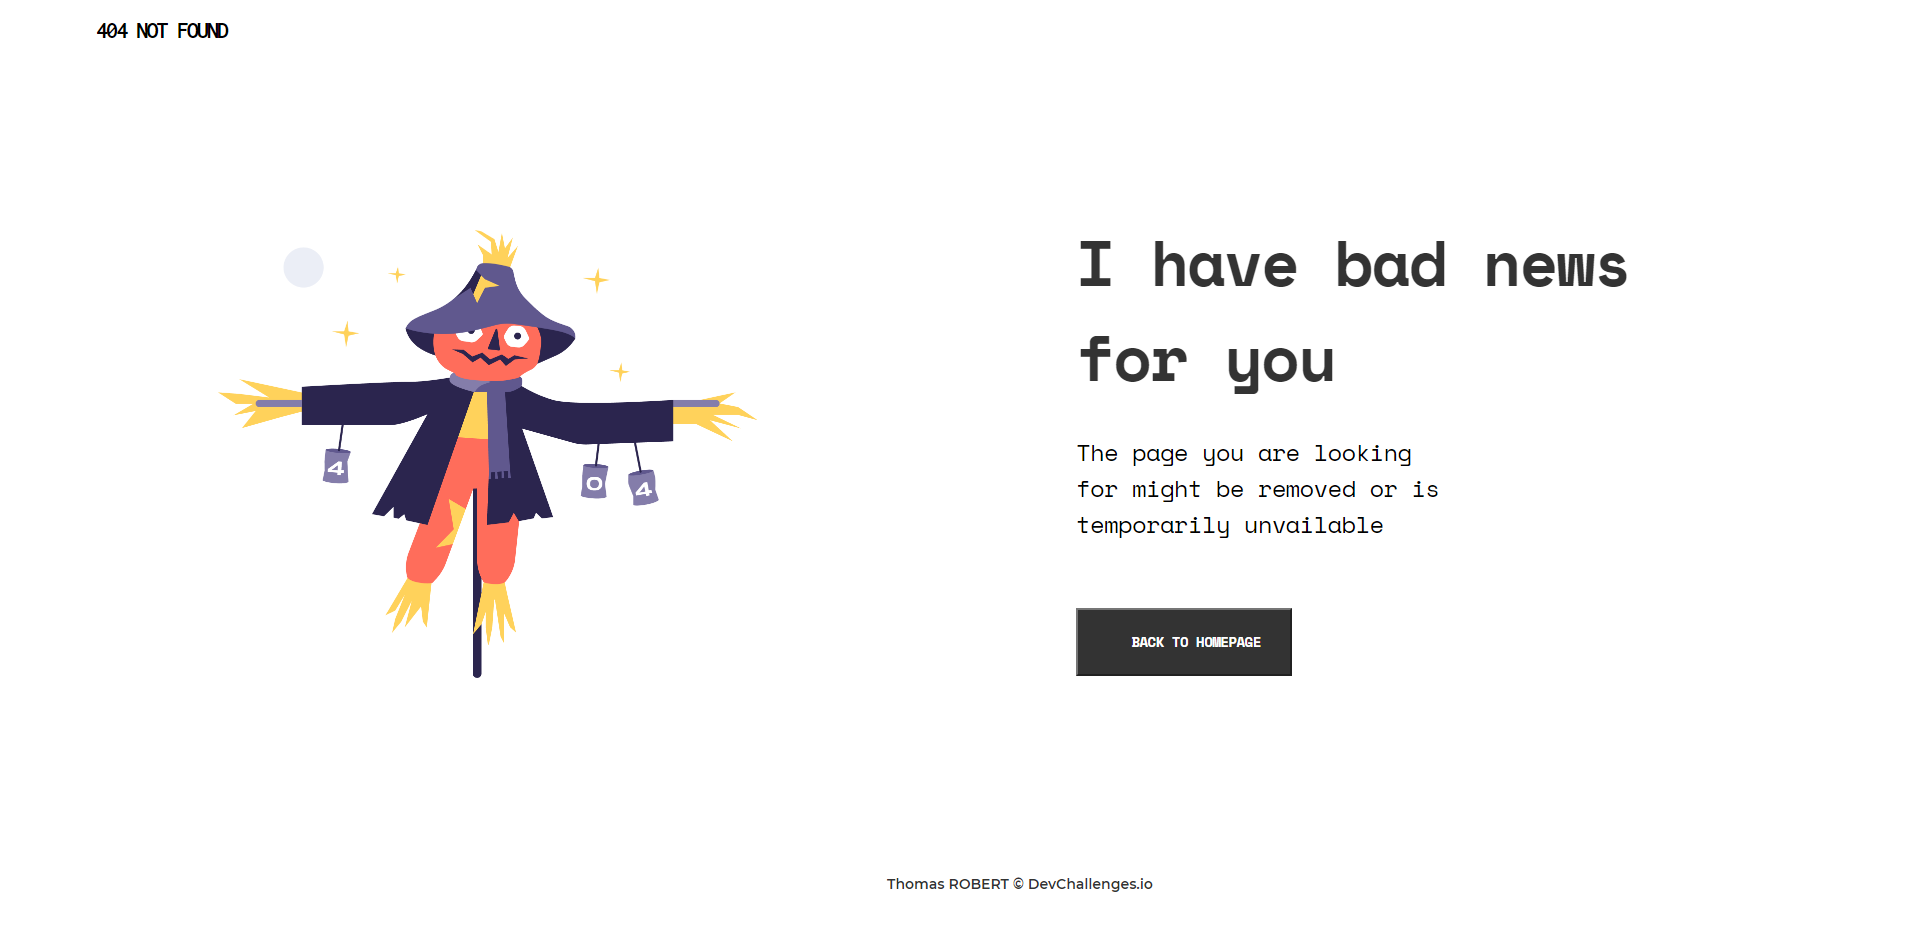 404 NOT FOUND
I have bad news
for you
4
0
4
The page you are looking
for might be removed or is
temporarily unvailable
BACK TO HOMEPAGE
Thomas ROBERT © DevChallenges.io